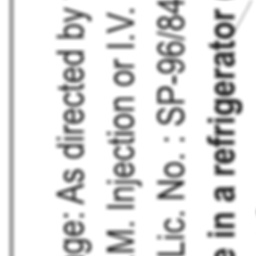 ge: As directed by
M. Injection or I.V.
Lic. No. : SP-96/84
e in a refrigerator